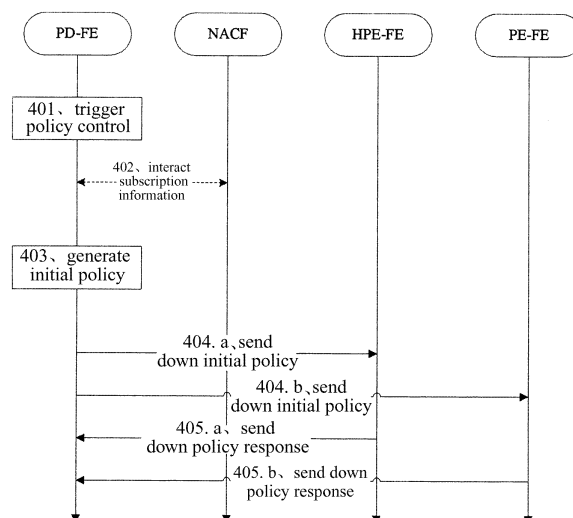 PD-FE
NACF
HPE-FE
PE-FE
401、trigger
policy control
402、interact
subscription
information
403、generate
initial policy
404. a、send
down initial policy
404. b、send
down initial policy
405. a、send
down policy response
405. b、send down
policy response